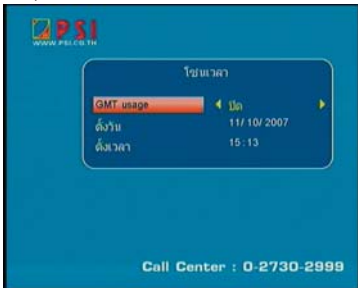 PSI
WWW.PSI.CO.TH
โซนเวลา
GMT usage ปิด
ตั้งวัน 11/ 10/ 2007
ตั้งเวลา 15:13
Call Center : 0-2730-2999